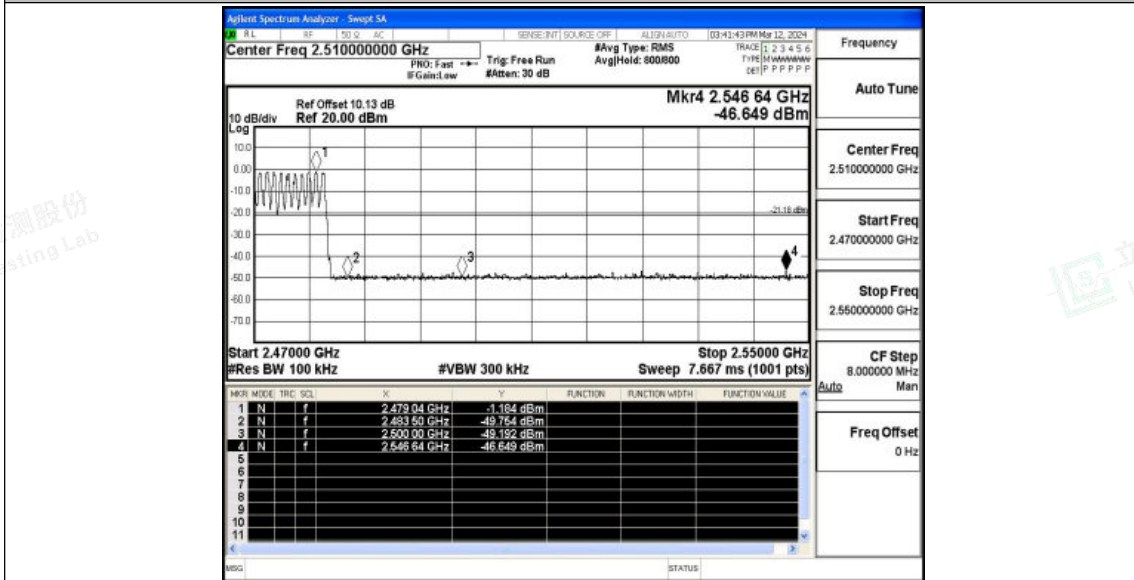 Agilent Spectrum Analyzer - Swept SA
RL RF 50 Ω AC SENSE:INT SOURCE OFF ALIGN AUTO 03:41:43 PM Mar 12, 2024
Center Freq 2.510000000 GHz
PNO: Fast
IFGain:Low
Trig: Free Run
#Atten: 30 dB
#Avg Type: RMS
Avg|Hold: 800/800
TRACE 1 2 3 4 5 6
TYPE M WWWWW
DET P P P P P P
Ref Offset 10.13 dB
10 dB/div Ref 20.00 dBm
Log
Mkr4 2.546 64 GHz
-46.649 dBm
10.0
0.00
-10.0
-20.0
-30.0
-40.0
-50.0
-60.0
-70.0
1
2
3
4
-21.18 dBm
Start 2.47000 GHz Stop 2.55000 GHz
#Res BW 100 kHz #VBW 300 kHz Sweep 7.667 ms (1001 pts)
MKR MODE TRC SCL X Y FUNCTION FUNCTION WIDTH FUNCTION VALUE
1 N f 2.479 04 GHz -1.184 dBm
2 N f 2.483 50 GHz -49.754 dBm
3 N f 2.500 00 GHz -49.192 dBm
4 N f 2.546 64 GHz -46.649 dBm
5
6
7
8
9
10
11
MSG STATUS
Frequency
Auto Tune
Center Freq
2.510000000 GHz
Start Freq
2.470000000 GHz
Stop Freq
2.550000000 GHz
CF Step
8.000000 MHz
Auto Man
Freq Offset
0 Hz
测股份
sting Lab
立